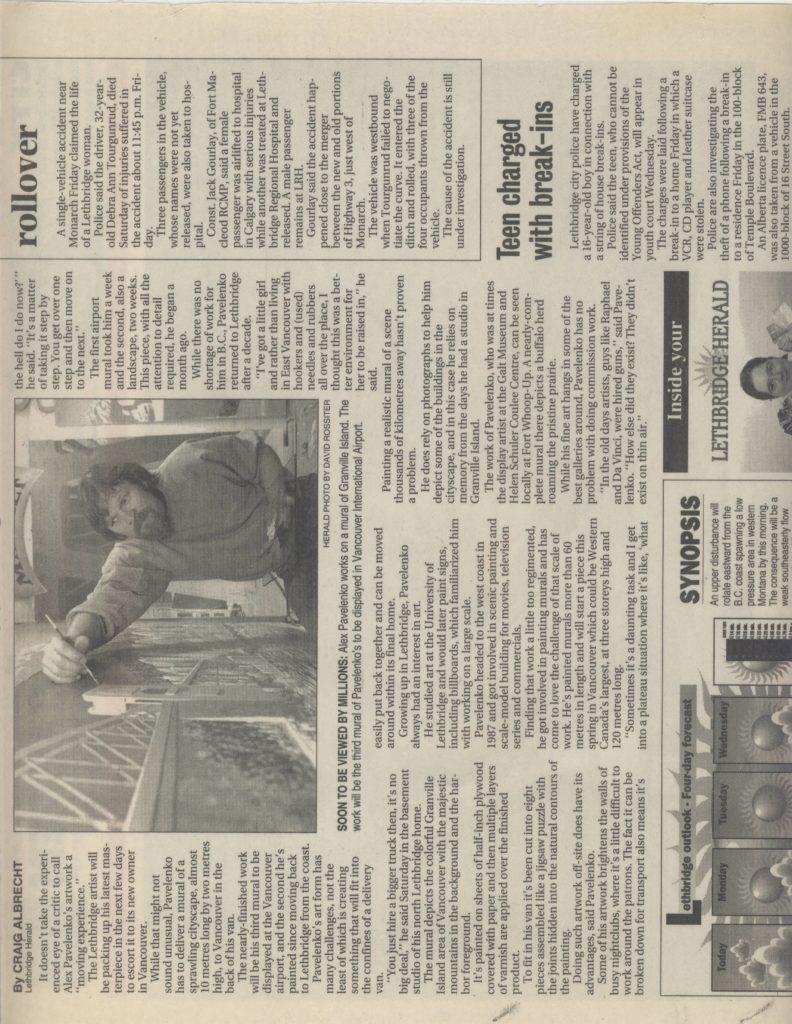 By CRAIG ALBRECHT
Lethbridge Herald
It doesn't take the experi-
enced eye of a critic to call
Alex Pavelenko's artwork a
"moving experience."
The Lethbridge artist will
be packing up his latest mas-
terpiece in the next few days
to escort it to its new owner
in Vancouver.
While that might not
sound unusual, Pavelenko
has to deliver a mural of a
sprawling cityscape, almost
10 metres long by two metres
high, to Vancouver in the
back of his van.
The nearly-finished work
will be his third mural to be
displayed at the Vancouver
airport, and the second he's
painted since moving back
to Lethbridge from the coast.
Pavelenko's art form has
many challenges, not the
least of which is creating
something that will fit into
the confines of a delivery
van.
"You just hire a bigger truck then, it's no
big deal," he said Saturday in the basement
studio of his north Lethbridge home.
The mural depicts the colorful Granville
Island area of Vancouver with the majestic
mountains in the background and the har-
bor foreground.
It's painted on sheets of half-inch plywood
covered with paper and then multiple layers
of varnish are applied over the finished
product.
To fit in his van it's been cut into eight
pieces assembled like a jigsaw puzzle with
the joints hidden into the natural contours of
the painting.
Doing such artwork off-site does have its
advantages, said Pavelenko.
Some of his artwork brightens the walls of
busy nightclubs, where it's a little difficult to
work around the patrons. The fact it can be
broken down for transport also means it's
HERALD PHOTO BY DAVID ROSSITER
SOON TO BE VIEWED BY MILLIONS: Alex Pavelenko works on a mural of Granville Island. The
work will be the third mural of Pavelenko's to be displayed in Vancouver International Airport.
easily put back together and can be moved
around within its final home.
Growing up in Lethbridge, Pavelenko
always had an interest in art.
He studied art at the University of
Lethbridge and would later paint signs,
including billboards, which familiarized him
with working on a large scale.
Pavelenko headed to the west coast in
1987 and got involved in scenic painting and
scale-model building for movies, television
series and commercials.
Finding that work a little too regimented,
he got involved in painting murals and has
come to love the challenge of that scale of
work. He's painted murals more than 60
metres in length and will start a piece this
spring in Vancouver which could be Western
Canada's largest, at three storeys high and
120 metres long.
"Sometimes it's a daunting task and I get
into a plateau situation where it's like, 'what
the hell do I do now?'"
he said. "It's a matter
of taking it step by
step. You get over one
step and then move on
to the next."
The first airport
mural took him a week
and the second, also a
landscape, two weeks.
This piece, with all the
attention to detail
required, he began a
month ago.
While there was no
shortage of work for
him in B.C., Pavelenko
returned to Lethbridge
after a decade.
"I've got a little girl
and rather than living
in East Vancouver with
hookers and (used)
needles and rubbers
all over the place, I
thought this was a bet-
ter environment for
her to be raised in," he
said.
Painting a realistic mural of a scene
thousands of kilometres away hasn't proven
a problem.
He does rely on photographs to help him
depict some of the buildings in the
cityscape, and in this case he relies on
memory from the days he had a studio in
Granville Island.
The work of Pavelenko, who was at times
the display artist at the Galt Museum and
Helen Schuler Coulee Centre, can be seen
locally at Fort Whoop-Up. A nearly-com-
plete mural there depicts a buffalo herd
roaming the pristine prairie.
While his fine art hangs in some of the
best galleries around, Pavelenko has no
problem with doing commission work.
"In the old days artists, guys like Raphael
and Da Vinci, were hired guns," said Pave-
lenko. "How else did they exist? They didn't
exist on thin air."
rollover
A single-vehicle accident near
Monarch Friday claimed the life
of a Lethbridge woman.
Police said the driver, 32-year-
old Debra Ann Tourgunrud, died
Saturday of injuries suffered in
the accident about 11:45 p.m. Fri-
day.
Three passengers in the vehicle,
whose names were not yet
released, were also taken to hos-
pital.
Const. Jack Gourlay, of Fort Ma-
cleod RCMP, said a female
passenger was airlifted to hospital
in Calgary with serious injuries
while another was treated at Leth-
bridge Regional Hospital and
released. A male passenger
remains at LRH.
Gourlay said the accident hap-
pened close to the merger
between the new and old portions
of Highway 3, just west of
Monarch.
The vehicle was westbound
when Tourgunrud failed to nego-
tiate the curve. It entered the
ditch and rolled, with three of the
four occupants thrown from the
vehicle.
The cause of the accident is still
under investigation.
Teen charged
with break-ins
Lethbridge city police have charged
a 16-year-old boy in connection with
a string of house break-ins.
Police said the teen, who cannot be
identified under provisions of the
Young Offenders Act, will appear in
youth court Wednesday.
The charges were laid following a
break-in to a home Friday in which a
VCR, CD player and leather suitcase
were stolen.
Police are also investigating the
theft of a phone following a break-in
to a residence Friday in the 100-block
of Temple Boulevard.
An Alberta licence plate, FMB 643,
was also taken from a vehicle in the
1000-block of 16 Street South.
Lethbridge outlook - Four-day forecast
Today
Monday
Tuesday
Wednesday
SYNOPSIS
An upper disturbance will
rotate eastward from the
B.C. coast spawning a low
pressure area in western
Montana by this morning.
The consequence will be a
weak southeasterly flow
Inside your
LETHBRIDGE HERALD